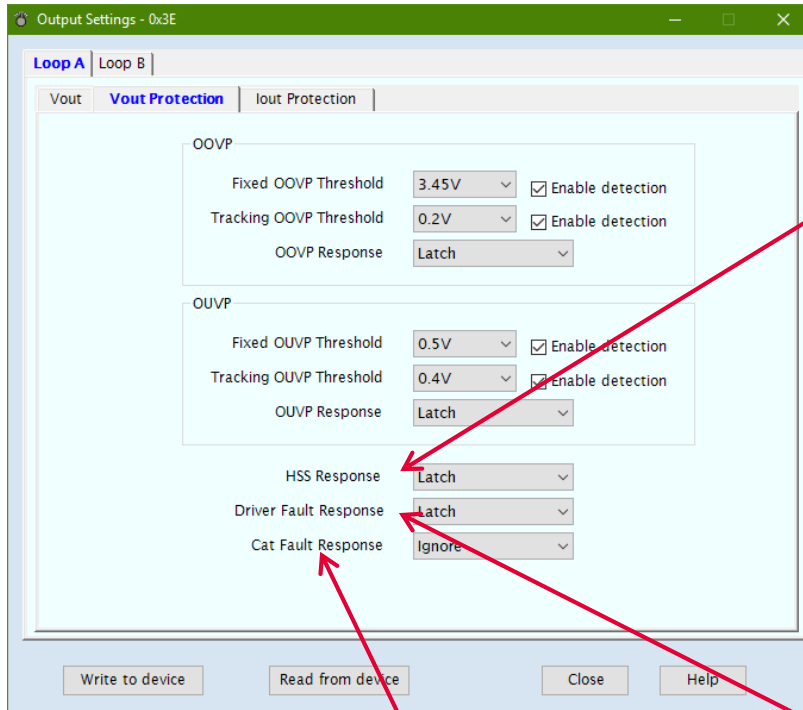 Output Settings - 0x3E
Loop A Loop B
Vout Vout Protection Iout Protection
OOVP
Fixed OOVP Threshold 3.45V Enable detection
Tracking OOVP Threshold 0.2V Enable detection
OOVP Response Latch
OUVP
Fixed OUVP Threshold 0.5V Enable detection
Tracking OUVP Threshold 0.4V Enable detection
OUVP Response Latch
HSS Response Latch
Driver Fault Response Latch
Cat Fault Response Ignore
Write to device Read from device Close Help